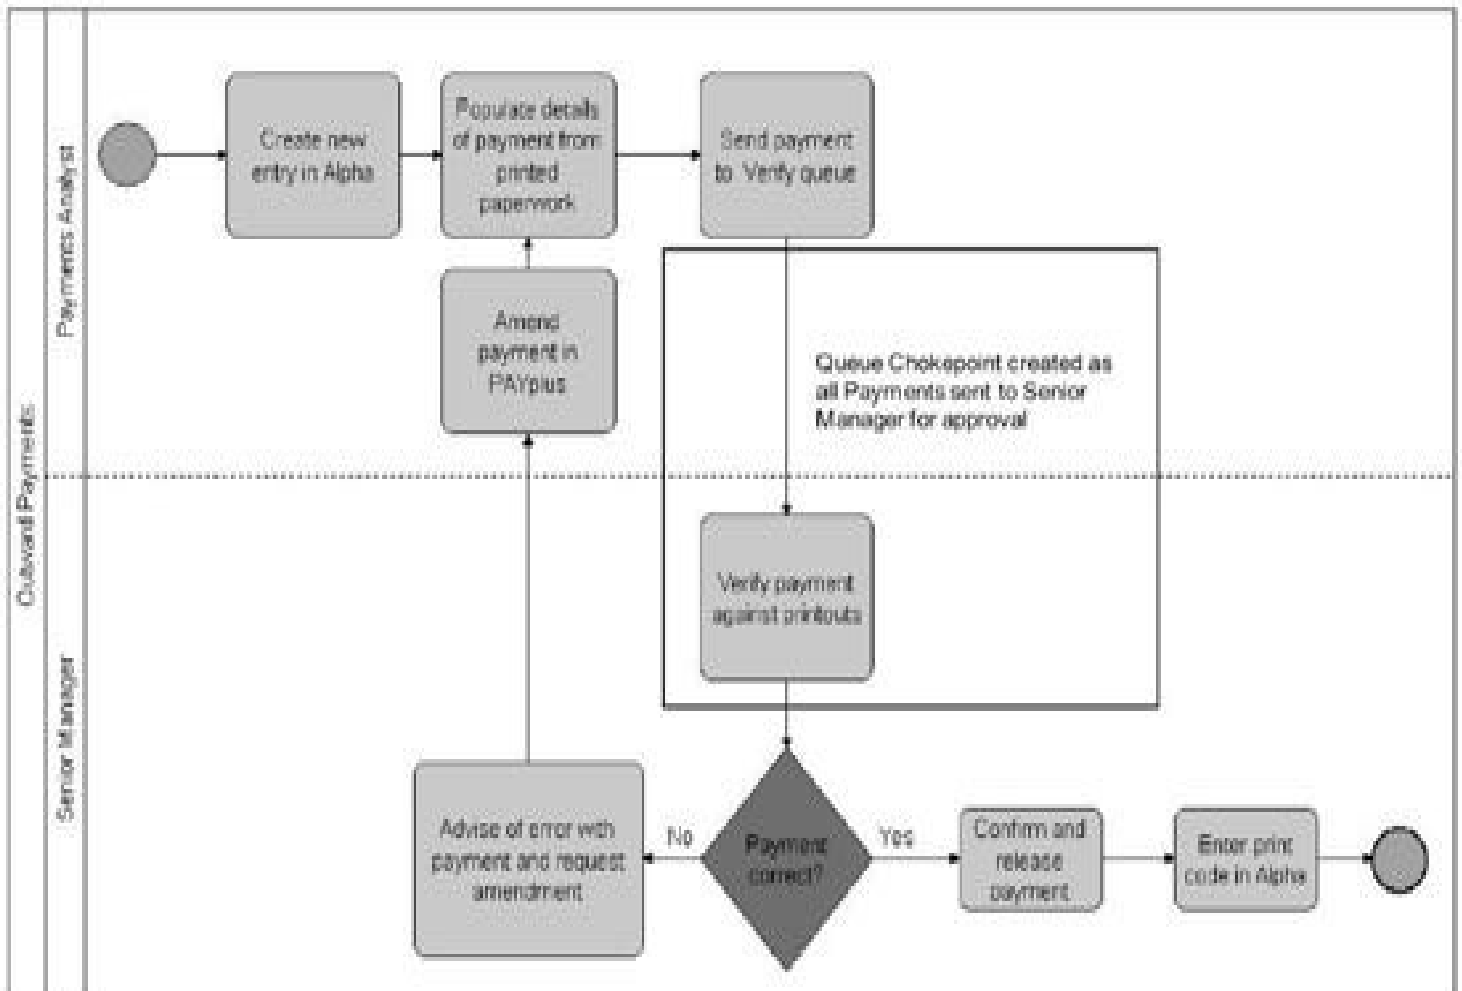 Outward Payments
Payments Analyst
Create new
entry in Alpha
Populate details
of payment from
printed
paperwork
Send payment
to Verify queue
Amend
payment in
PAYplus
Queue Chokepoint created as
all Payments sent to Senior
Manager for approval
Senior Manager
Verify payment
against printouts
Payment
correct?
No
Yes
Advise of error with
payment and request
amendment
Confirm and
release
payment
Enter print
code in Alpha